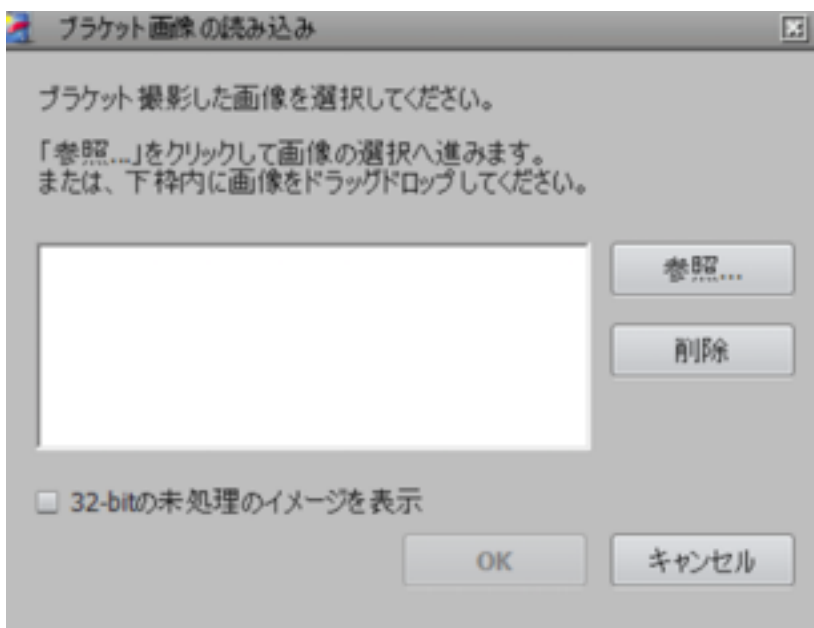 ブラケット画像の読み込み
ブラケット撮影した画像を選択してください。
「参照...」をクリックして画像の選択へ進みます。
または、下枠内に画像をドラッグドロップしてください。
参照...
削除
32-bitの未処理のイメージを表示
OK
キャンセル